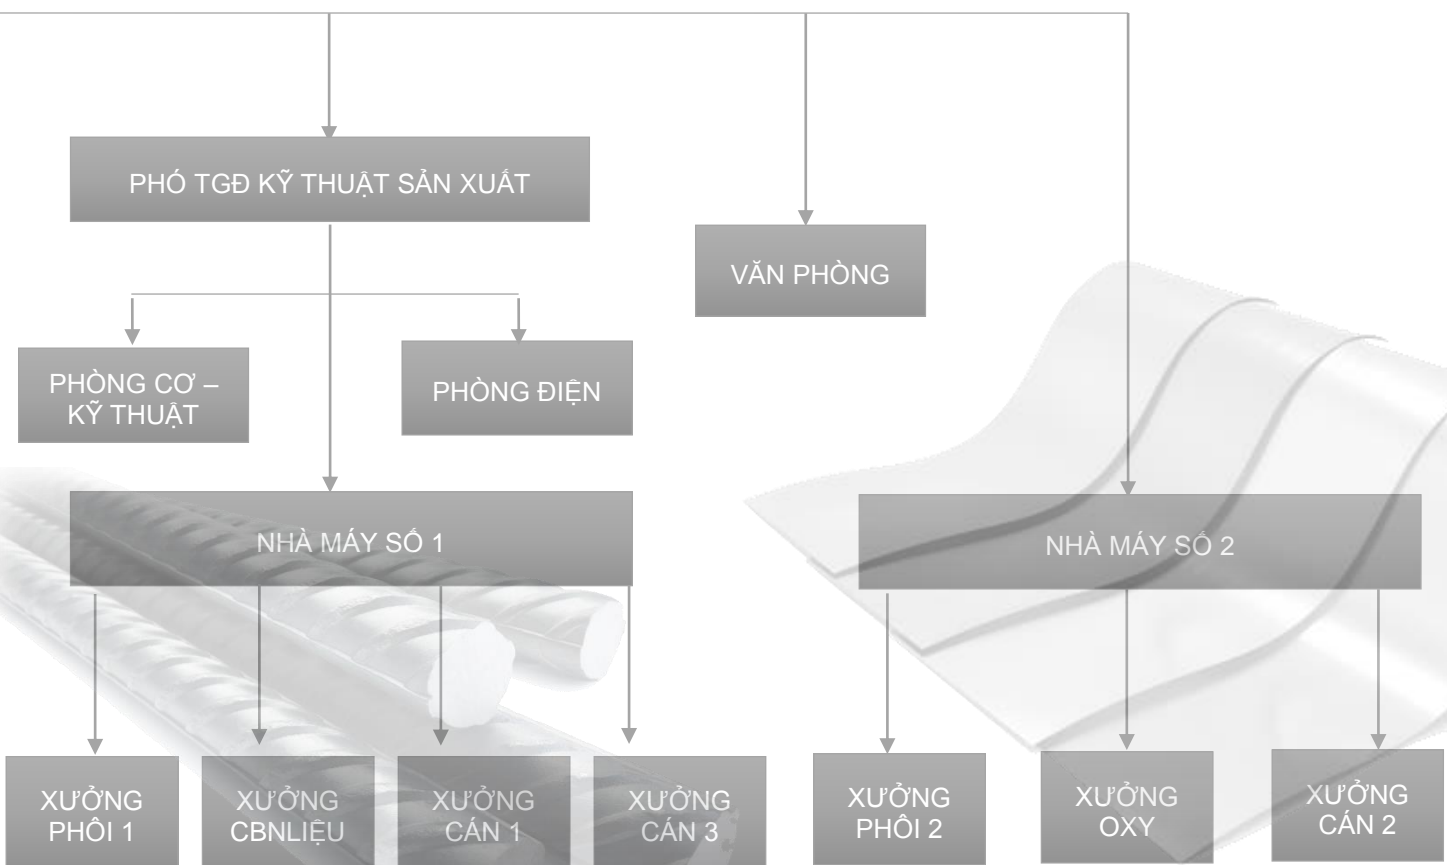 PHÓ TGĐ KỸ THUẬT SẢN XUẤT
VĂN PHÒNG
PHÒNG CƠ –
KỸ THUẬT
PHÒNG ĐIỆN
NHÀ MÁY SỐ 1
NHÀ MÁY SỐ 2
XƯỞNG
PHÔI 1
XƯỞNG
CBNLIỆU
XƯỞNG
CÁN 1
XƯỞNG
CÁN 3
XƯỞNG
PHÔI 2
XƯỞNG
OXY
XƯỞNG
CÁN 2